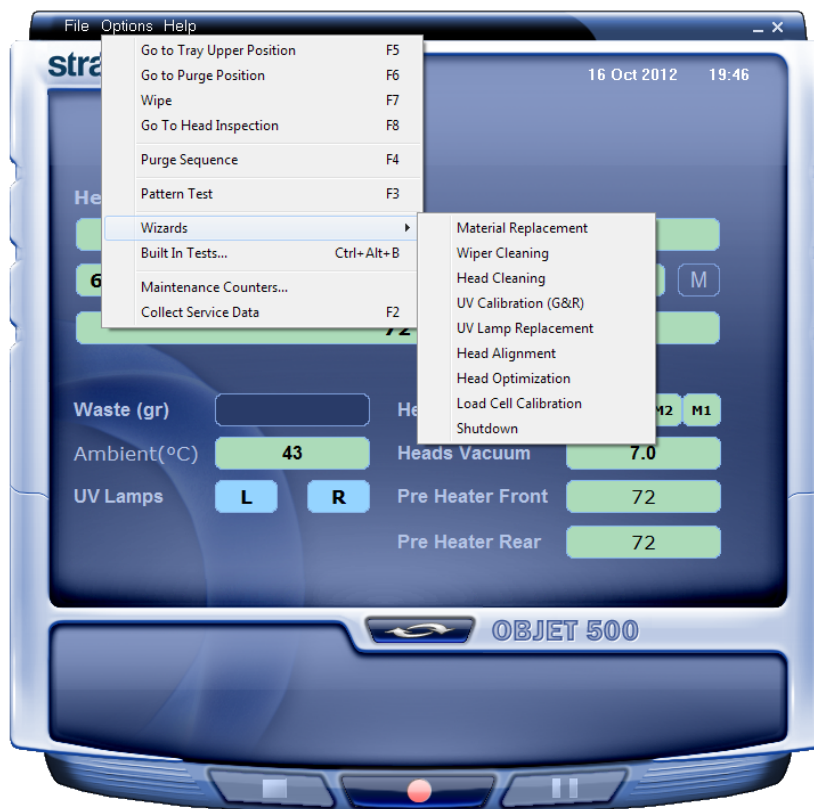 File Options Help
stra
16 Oct 2012 19:46
Go to Tray Upper Position F5
Go to Purge Position F6
Wipe F7
Go To Head Inspection F8
Purge Sequence F4
Pattern Test F3
Wizards
Built In Tests... Ctrl+Alt+B
Maintenance Counters...
Collect Service Data F2
Material Replacement
Wiper Cleaning
Head Cleaning
UV Calibration (G&R)
UV Lamp Replacement
Head Alignment
Head Optimization
Load Cell Calibration
Shutdown
He
6 M
72
Waste (gr) He M2 M1
Ambient(°C) 43 Heads Vacuum 7.0
UV Lamps L R Pre Heater Front 72
Pre Heater Rear 72
OBJET 500